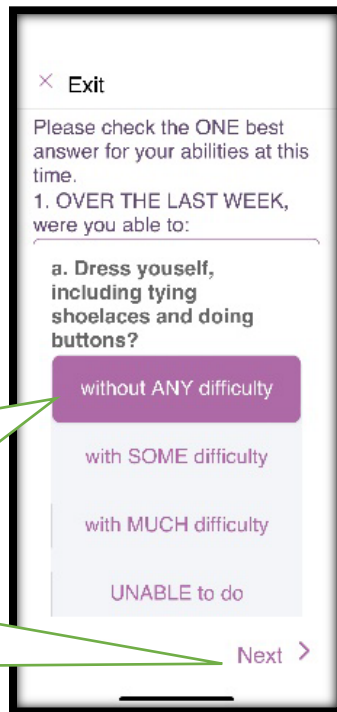 × Exit
Please check the ONE best
answer for your abilities at this
time.
1. OVER THE LAST WEEK,
were you able to:
a. Dress youself,
including tying
shoelaces and doing
buttons?
without ANY difficulty
with SOME difficulty
with MUCH difficulty
UNABLE to do
Next >